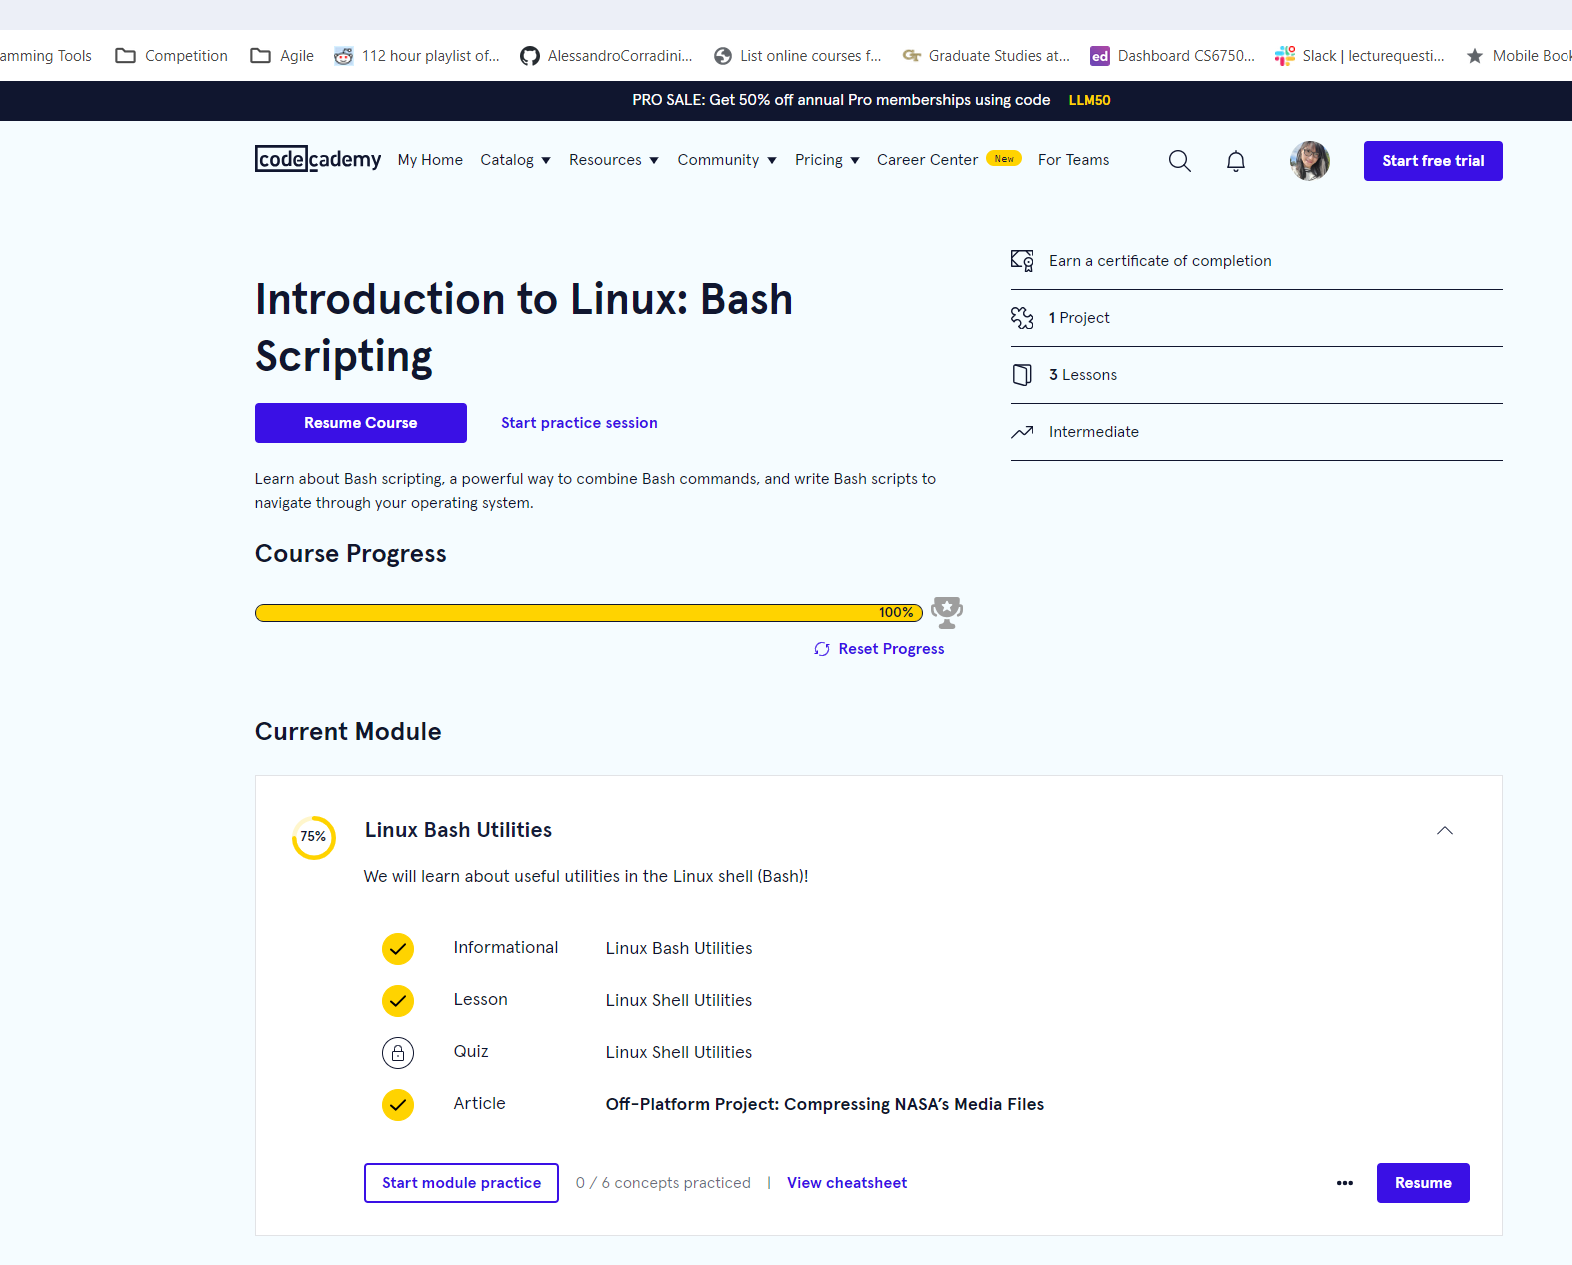 amming Tools
Competition
Agile
112 hour playlist of...
AlessandroCorradini...
List online courses f...
GT Graduate Studies at...
ed Dashboard CS6750...
Slack | lecturequesti...
Mobile Book
PRO SALE: Get 50% off annual Pro memberships using code LLM50
codecademy
My Home
Catalog
Resources
Community
Pricing
Career Center New
For Teams
Start free trial
Introduction to Linux: Bash
Scripting
Resume Course
Start practice session
Learn about Bash scripting, a powerful way to combine Bash commands, and write Bash scripts to
navigate through your operating system.
Earn a certificate of completion
1 Project
3 Lessons
Intermediate
Course Progress
100%
Reset Progress
Current Module
75%
Linux Bash Utilities
We will learn about useful utilities in the Linux shell (Bash)!
Informational Linux Bash Utilities
Lesson Linux Shell Utilities
Quiz Linux Shell Utilities
Article Off-Platform Project: Compressing NASA’s Media Files
Start module practice
0 / 6 concepts practiced | View cheatsheet
Resume